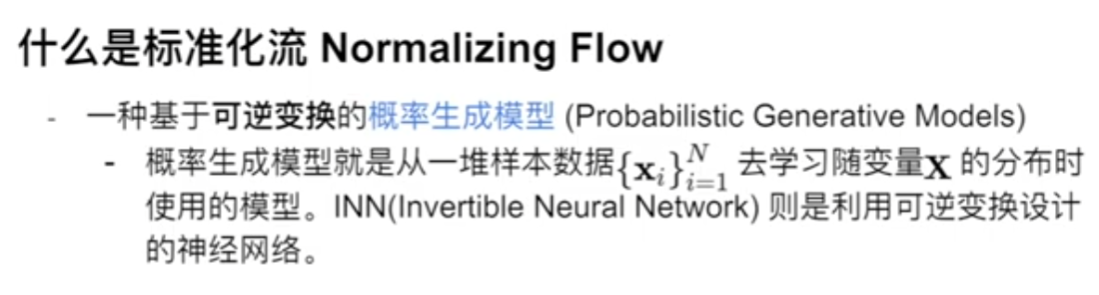 什么是标准化流 Normalizing Flow
- 一种基于可逆变换的概率生成模型 (Probabilistic Generative Models)
- 概率生成模型就是从一堆样本数据{x_i}_{i=1}^N 去学习随变量X 的分布时
使用的模型。INN(Invertible Neural Network) 则是利用可逆变换设计
的神经网络。